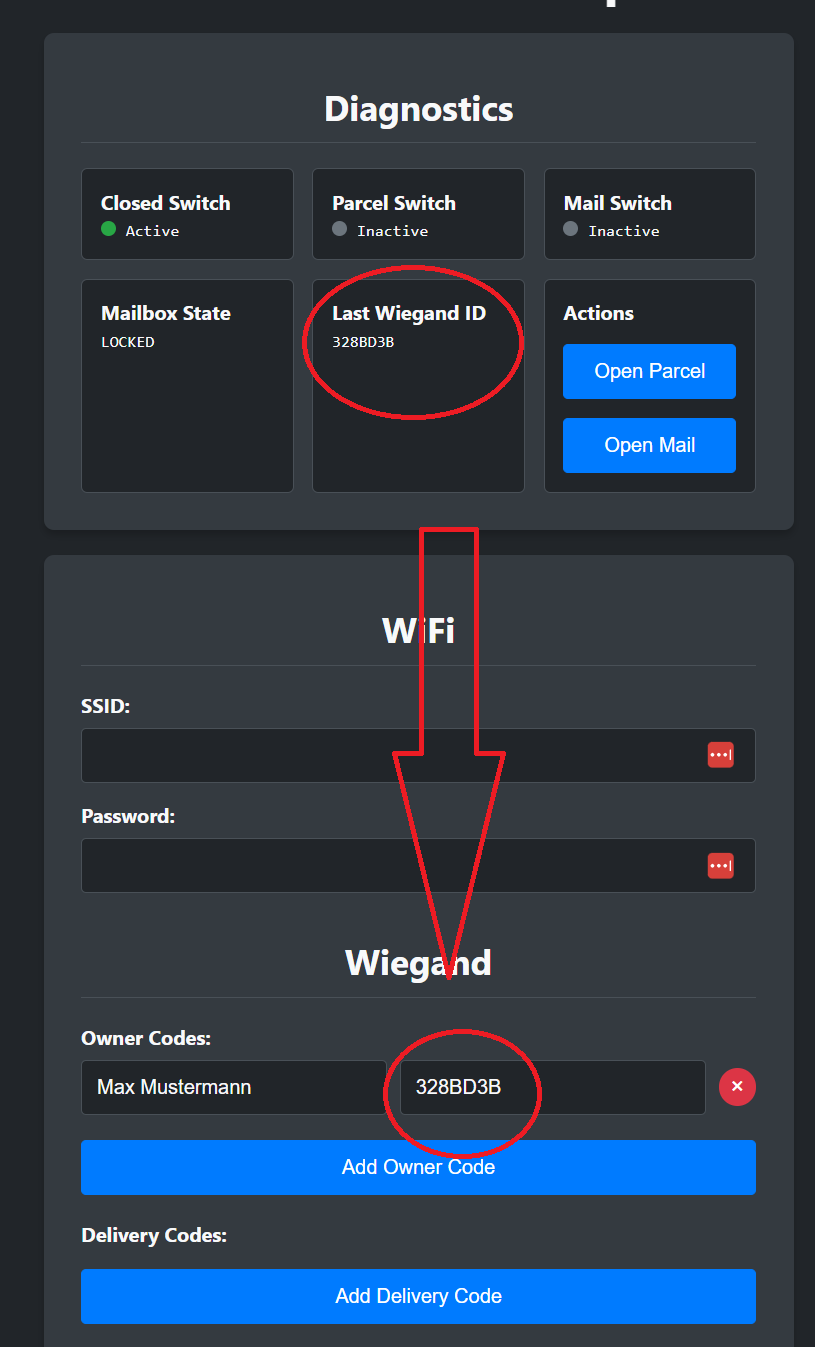 Diagnostics
Closed Switch
Active
Parcel Switch
Inactive
Mail Switch
Inactive
Mailbox State
LOCKED
Last Wiegand ID
328BD3B
Actions
Open Parcel
Open Mail
WiFi
SSID:
Password:
Wiegand
Owner Codes:
Max Mustermann
328BD3B
Add Owner Code
Delivery Codes:
Add Delivery Code